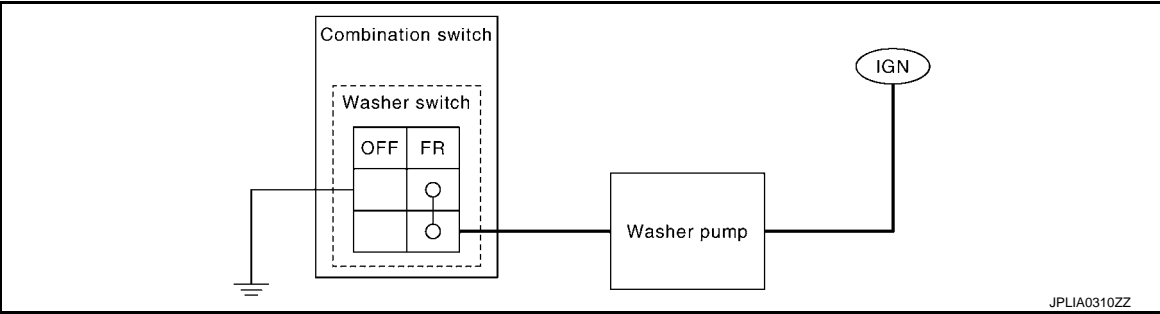 Combination switch
IGN
Washer switch
OFF FR
Washer pump
JPLIA0310ZZ